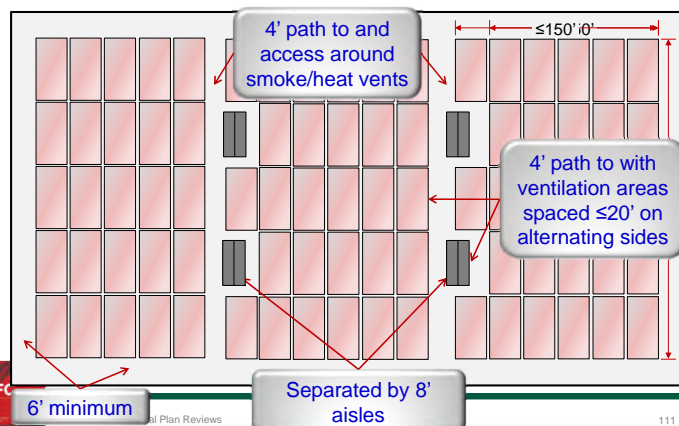 4’ path to and
access around
smoke/heat vents
≤150’
4’ path to with
ventilation areas
spaced ≤20’ on
alternating sides
6’ minimum
Separated by 8’
aisles
Plan Reviews
111